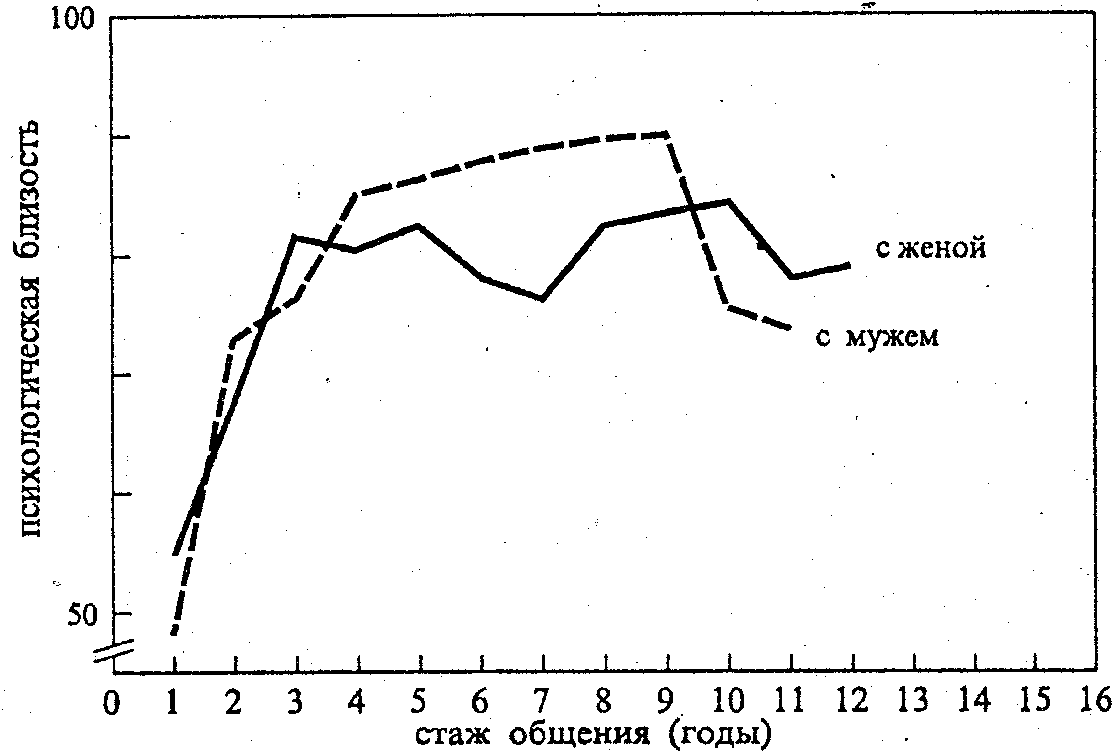 100
психологическая близость
с женой
с мужем
50
0 1 2 3 4 5 6 7 8 9 10 11 12 13 14 15 16
стаж общения (годы)